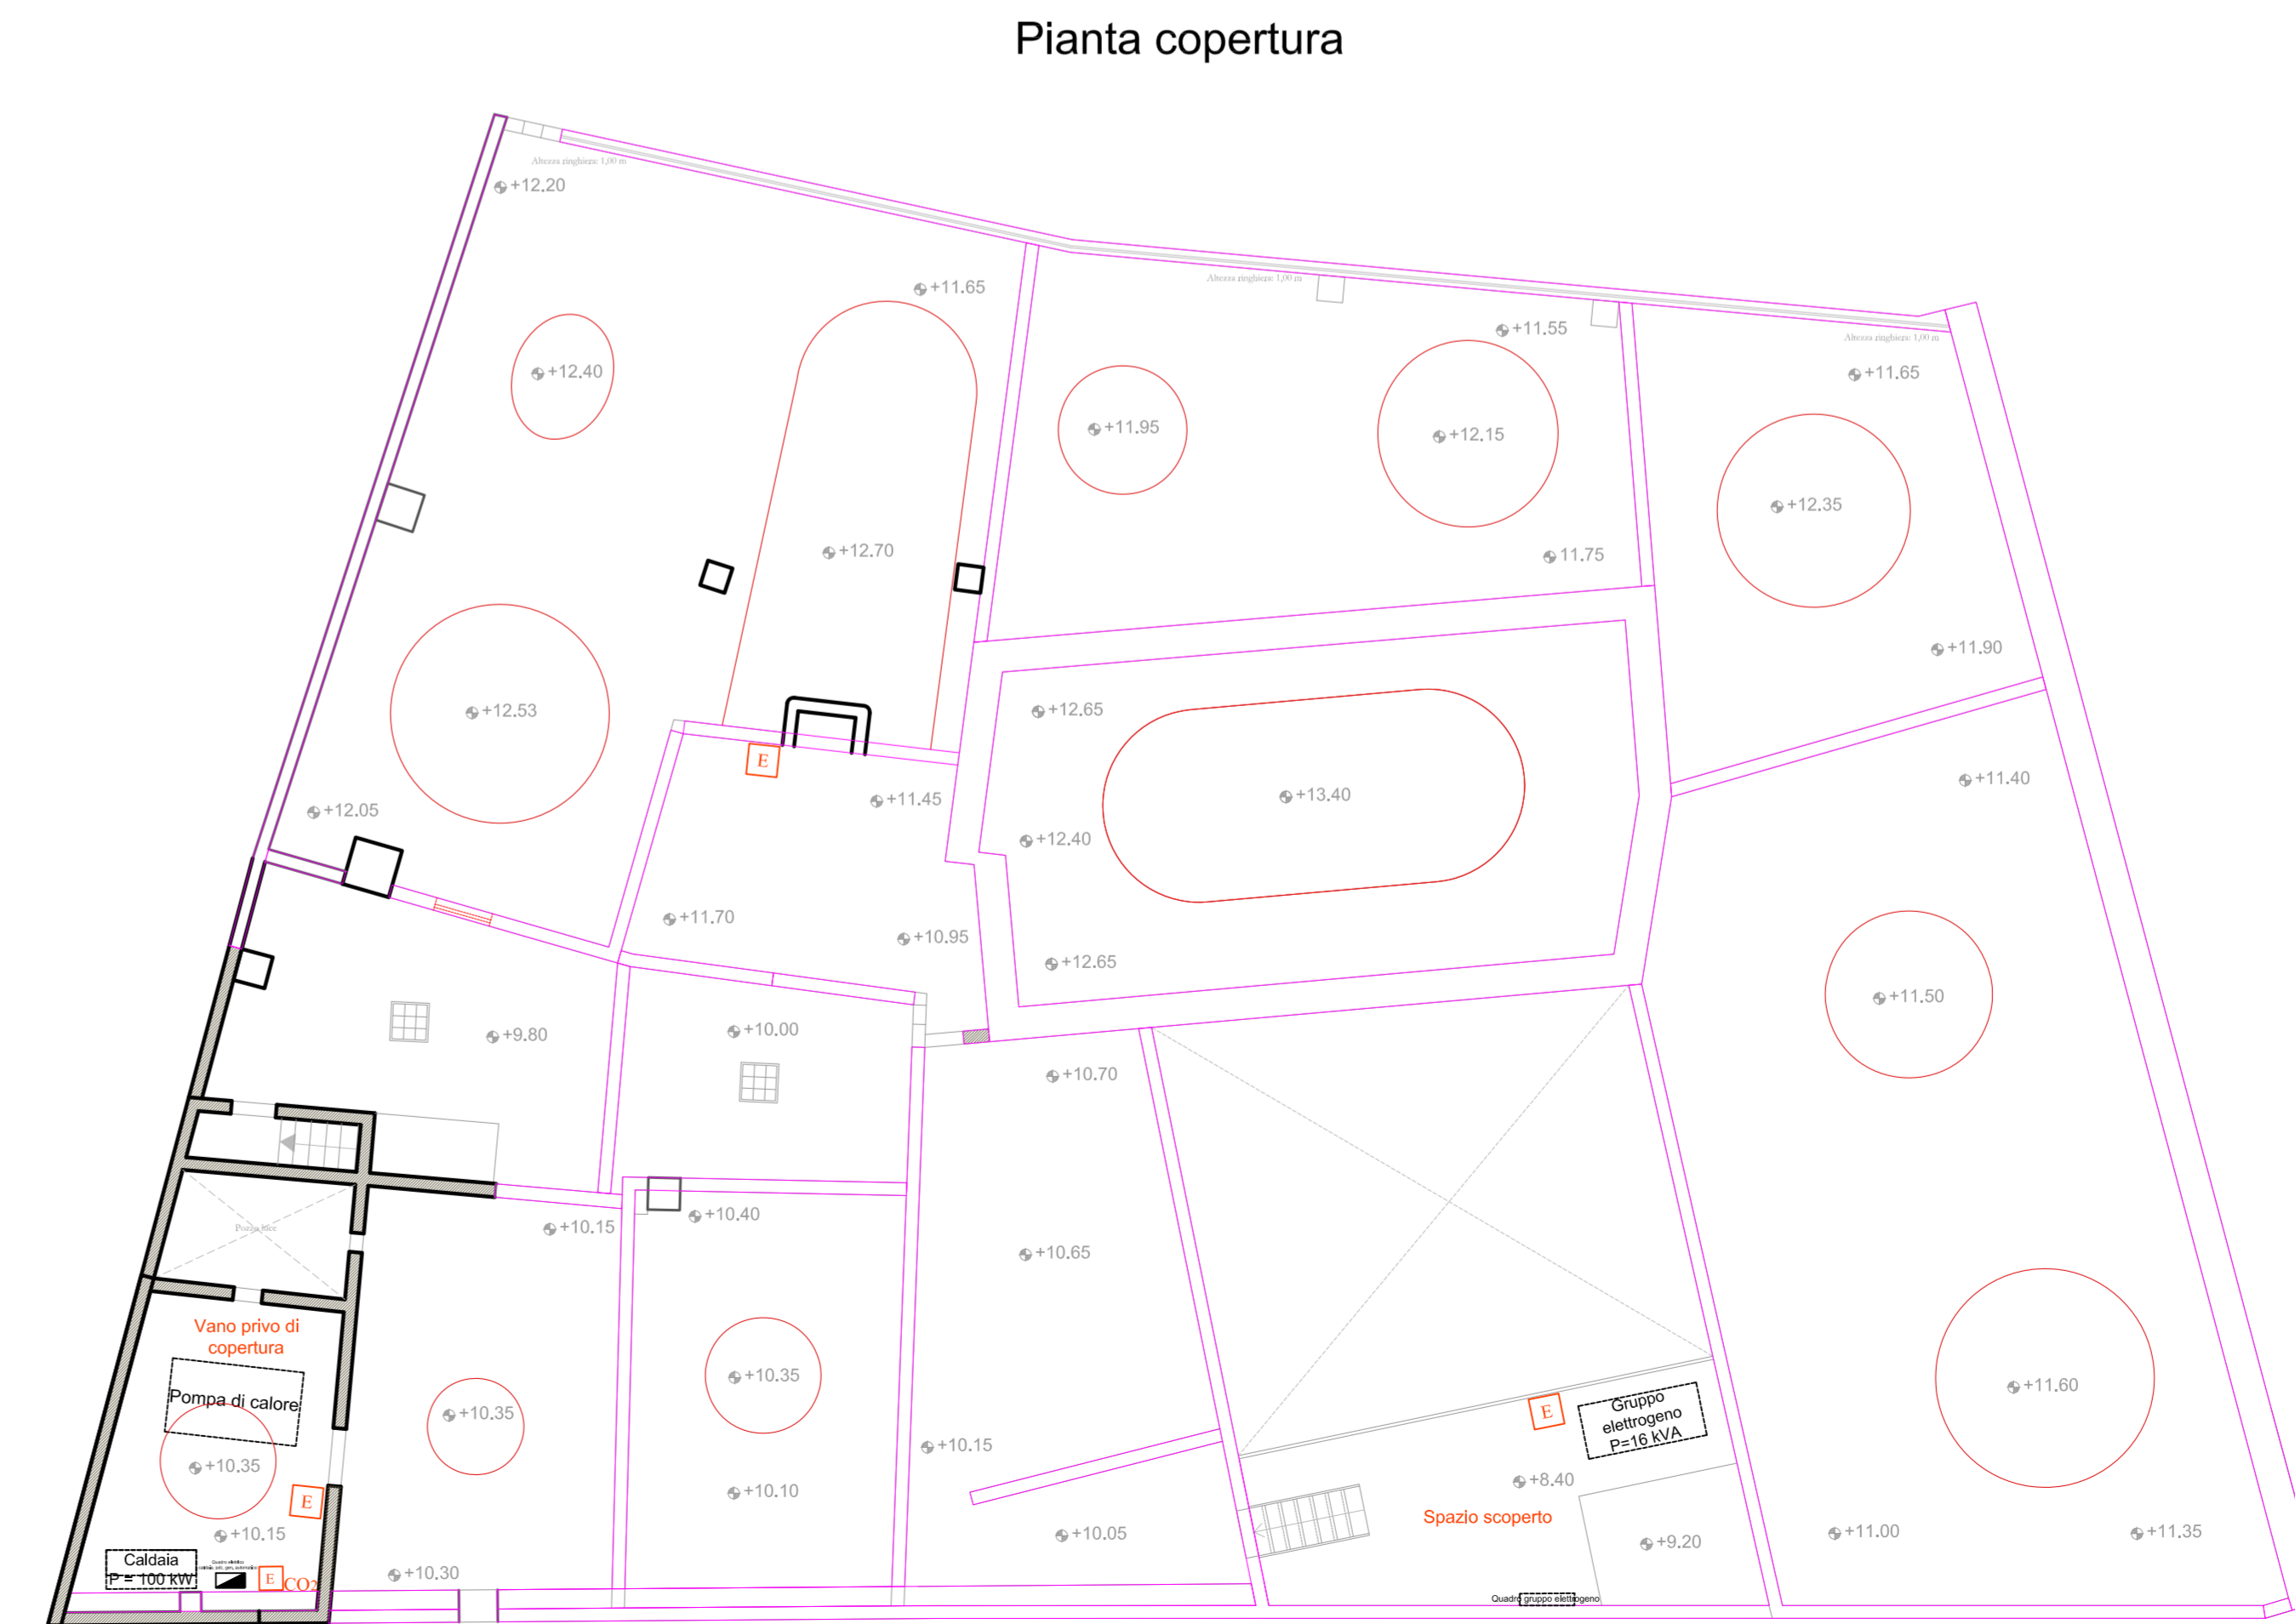 Pianta copertura
Altezza ringhiera: 1,00 m
+12.20
+11.65
Altezza ringhiera: 1,00 m
+11.55
Altezza ringhiera: 1,00 m
+11.65
+12.40
+11.95
+12.15
+12.35
+12.70
11.75
+11.90
+12.53
+12.65
E
+11.40
+13.40
+11.45
+12.05
+12.40
+11.70
+10.95
+12.65
+11.50
+9.80
+10.00
+10.70
Pozzo luce
+10.15
+10.40
+10.65
Vano privo di
copertura
Pompa di calore
+10.35
+10.35
+10.35
+11.60
E
Gruppo
elettrogeno
P=16 kVA
+10.15
+8.40
+10.10
E
Spazio scoperto
+10.15
+10.05
+9.20
+11.00
+11.35
Caldaia
P = 100 kW
Quadro elettrico
E
CO2
+10.30
Quadro gruppo elettrogeno